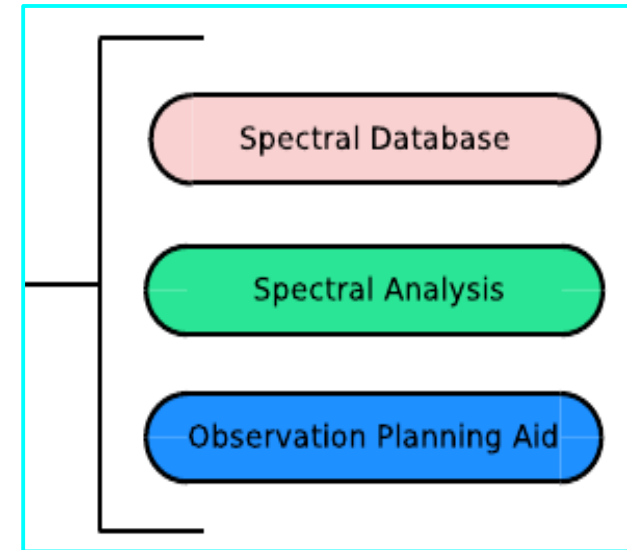 Spectral Database
Spectral Analysis
Observation Planning Aid